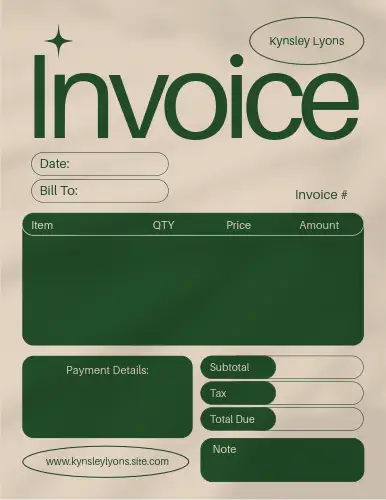 Kynsley Lyons
Invoice
Date:
Bill To:
Invoice #
Item QTY Price Amount
Payment Details:
Subtotal
Tax
Total Due
Note
www.kynsleylyons.site.com